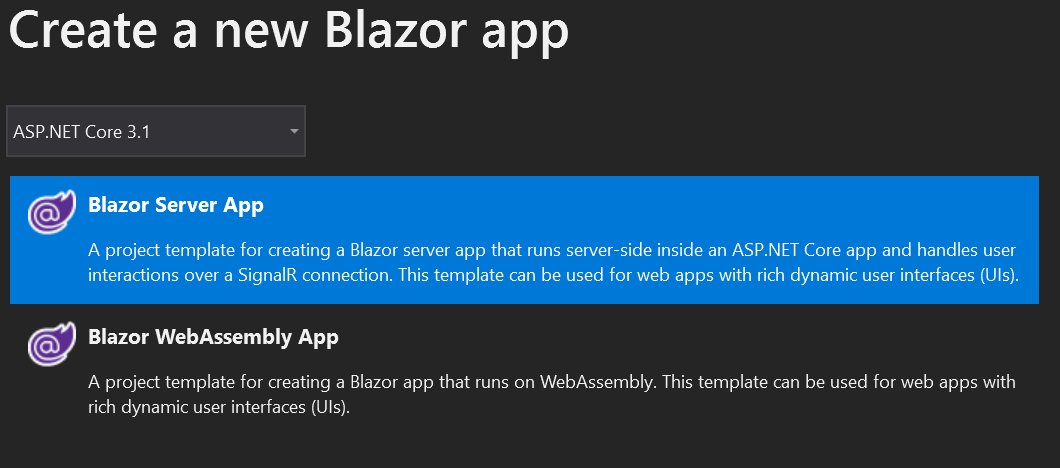 Create a new Blazor app
ASP.NET Core 3.1
Blazor Server App
A project template for creating a Blazor server app that runs server-side inside an ASP.NET Core app and handles user
interactions over a SignalR connection. This template can be used for web apps with rich dynamic user interfaces (UIs).
Blazor WebAssembly App
A project template for creating a Blazor app that runs on WebAssembly. This template can be used for web apps with
rich dynamic user interfaces (UIs).